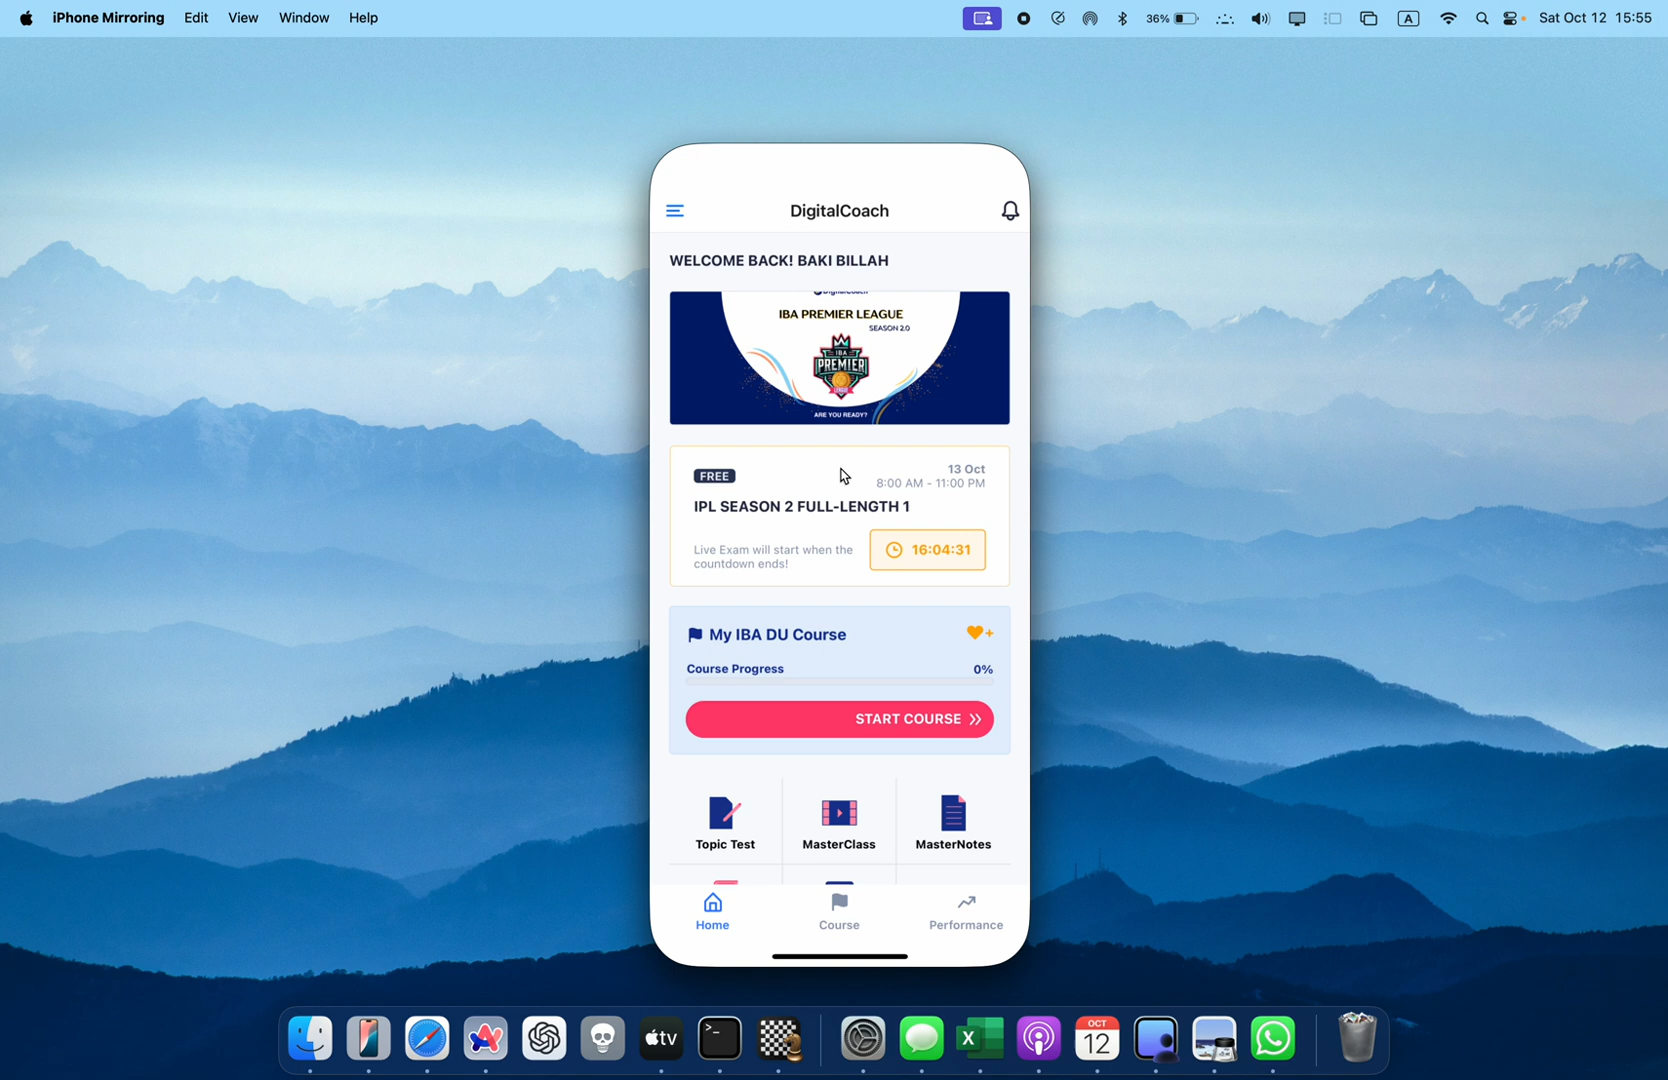 iPhone Mirroring Edit View Window Help
36% A Sat Oct 12 15:55
DigitalCoach
WELCOME BACK! BAKI BILLAH
DigitalCoach
IBA PREMIER LEAGUE
SEASON 2.0
IBA
PREMIER
LEAGUE
ARE YOU READY?
FREE
13 Oct
8:00 AM - 11:00 PM
IPL SEASON 2 FULL-LENGTH 1
Live Exam will start when the
countdown ends!
16:04:31
My IBA DU Course
Course Progress 0%
START COURSE
Topic Test MasterClass MasterNotes
Home Course Performance
tv
>_
X
OCT
12